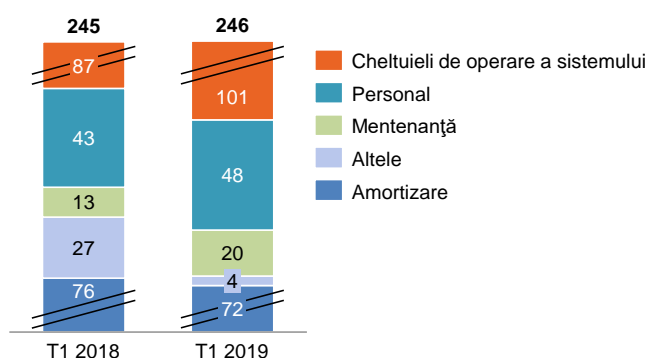 245
246
87
43
13
27
76
101
48
20
4
72
T1 2018
T1 2019
Cheltuieli de operare a sistemului
Personal
Mentenanţă
Altele
Amortizare